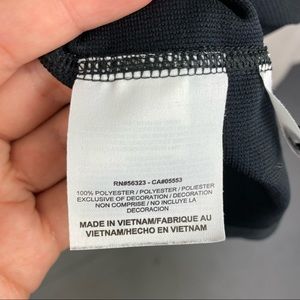 RN#56323 - CA#05553
100% POLYESTER / POLYESTER / POLIESTER
EXCLUSIVE OF DECORATION / DECORATION
NON COMPRISE / NO INCLUYE LA
DECORACION
MADE IN VIETNAM/FABRIQUE AU
VIETNAM/HECHO EN VIETNAM